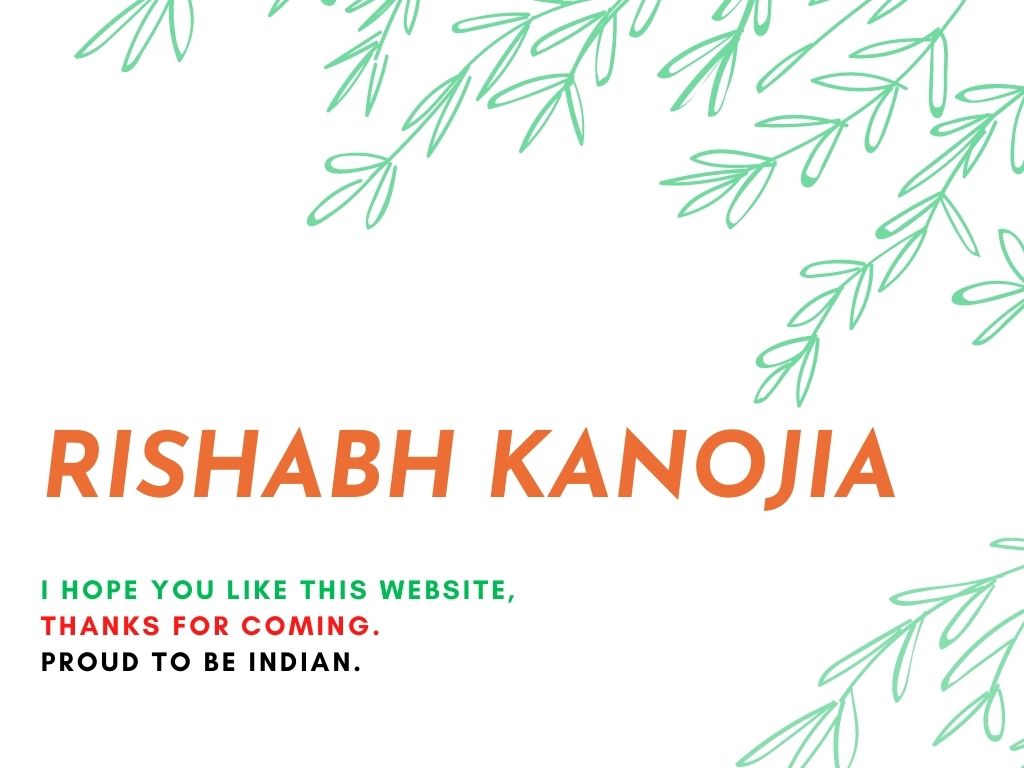 RISHABH KANOJIA
I HOPE YOU LIKE THIS WEBSITE,
THANKS FOR COMING.
PROUD TO BE INDIAN.